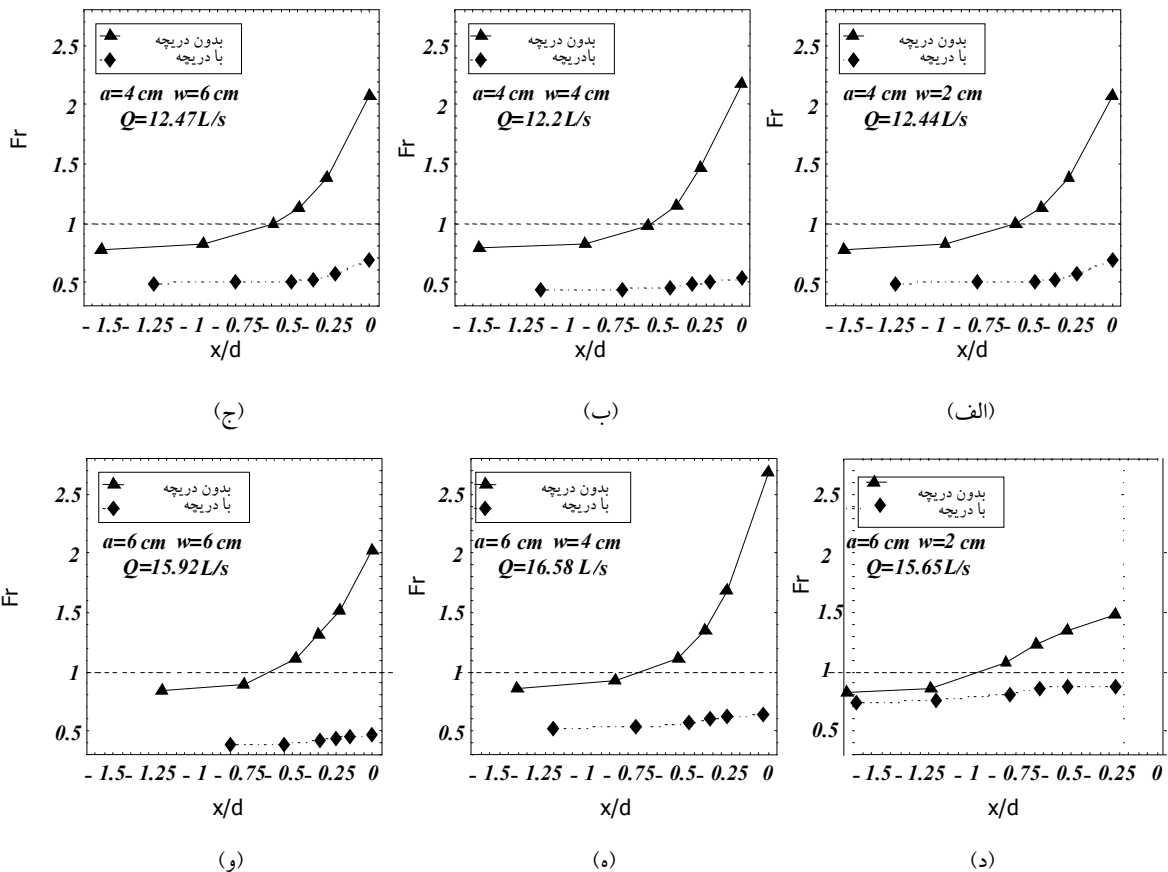 بدون دریچه
با دریچه
a=4 cm w=6 cm
Q=12.47 L/s
2.5
2
1.5
1
0.5
Fr
- 1.5 - 1.25 - 1 - 0.75 - 0.5 - 0.25 0
x/d
(ج)
بدون دریچه
بادریچه
a=4 cm w=4 cm
Q=12.2 L/s
2.5
2
1.5
1
0.5
Fr
- 1.5 - 1.25 - 1 - 0.75 - 0.5 - 0.25 0
x/d
(ب)
بدون دریچه
با دریچه
a=4 cm w=2 cm
Q=12.44 L/s
2.5
2
1.5
1
0.5
Fr
- 1.5 - 1.25 - 1 - 0.75 - 0.5 - 0.25 0
x/d
(الف)
بدون دریچه
با دریچه
a=6 cm w=6 cm
Q=15.92 L/s
2.5
2
1.5
1
0.5
Fr
- 1.5 - 1.25 - 1 - 0.75 - 0.5 - 0.25 0
x/d
(و)
بدون دریچه
با دریچه
a=6 cm w=4 cm
Q=16.58 L/s
2.5
2
1.5
1
0.5
Fr
- 1.5 - 1.25 - 1 - 0.75 - 0.5 - 0.25 0
x/d
(ه)
بدون دریچه
با دریچه
a=6 cm w=2 cm
Q=15.65 L/s
2.5
2
1.5
1
0.5
Fr
- 1.5 - 1.25 - 1 - 0.75 - 0.5 - 0.25 0
x/d
(د)